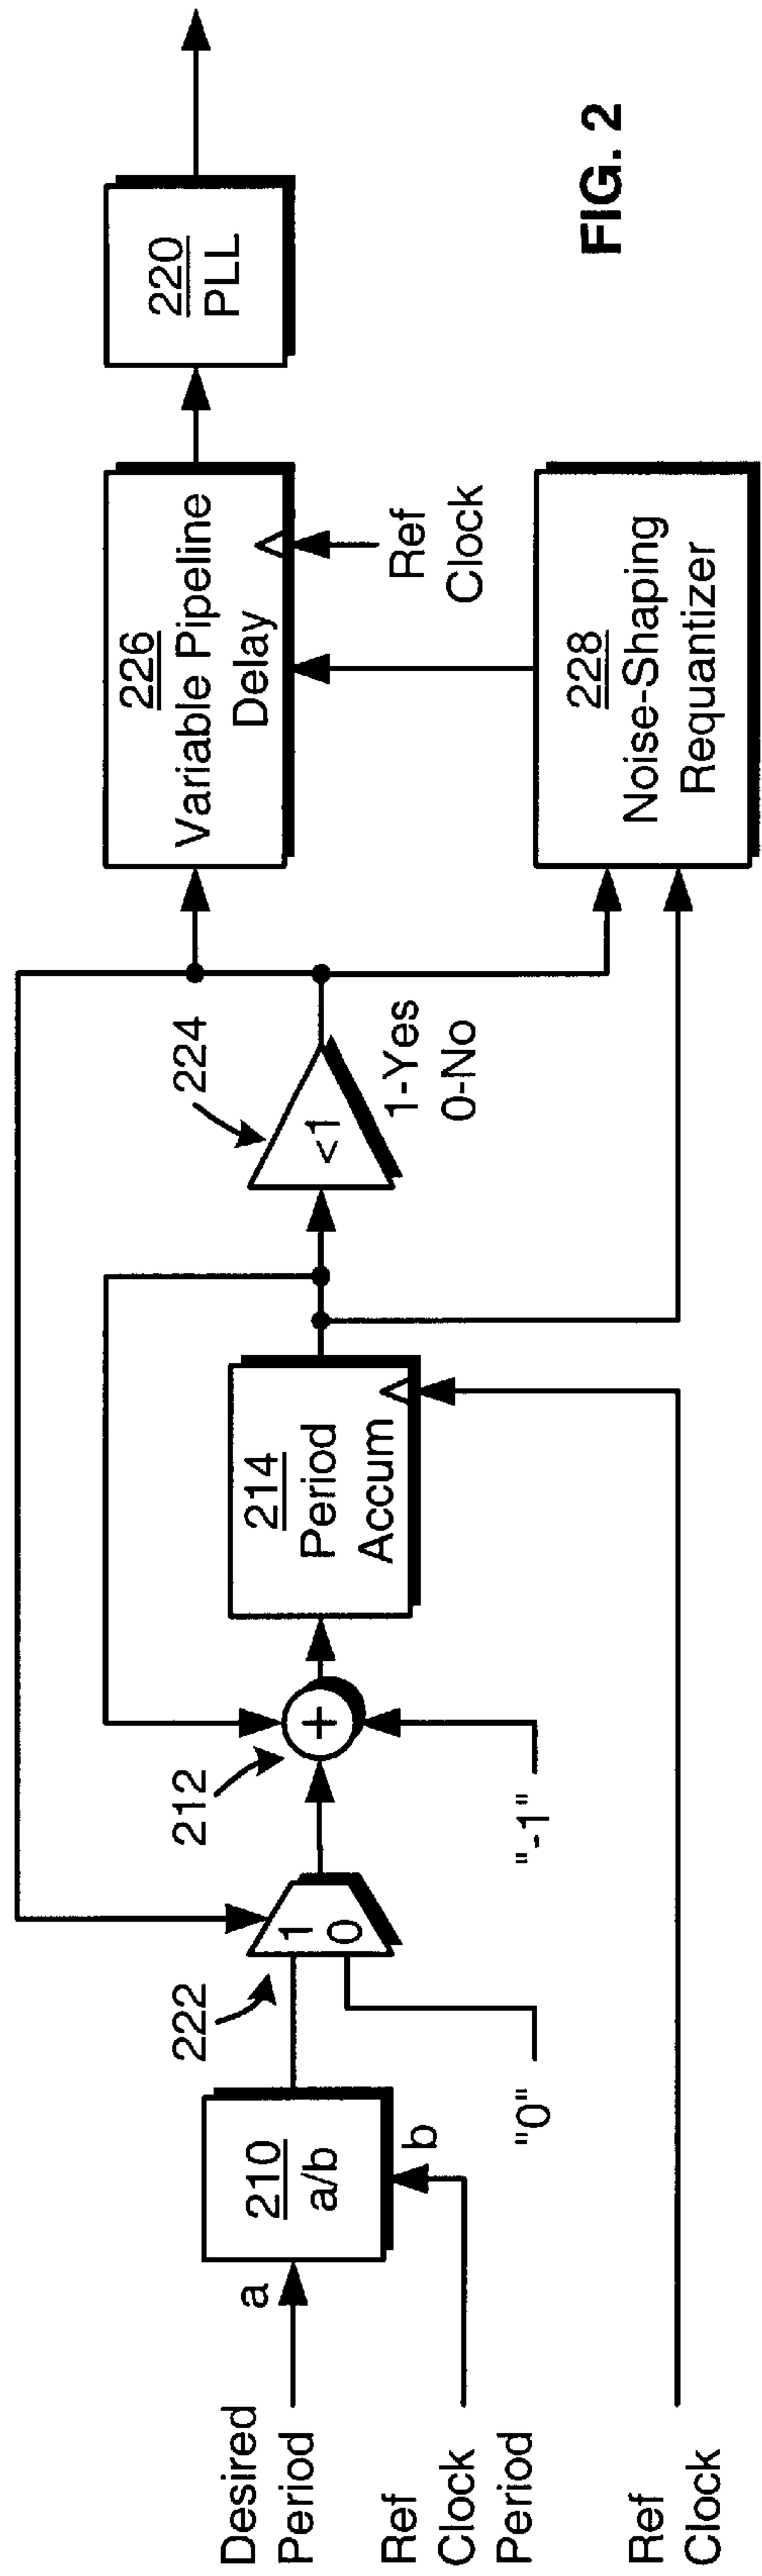 Desired
Period
a
210
a/b
b
Ref
Clock
Period
Ref
Clock
222
1
0
"0"
212
+
"-1"
214
Period
Accum
224
<1
1-Yes
0-No
226
Variable Pipeline
Delay
Ref
Clock
228
Noise-Shaping
Requantizer
220
PLL
FIG. 2